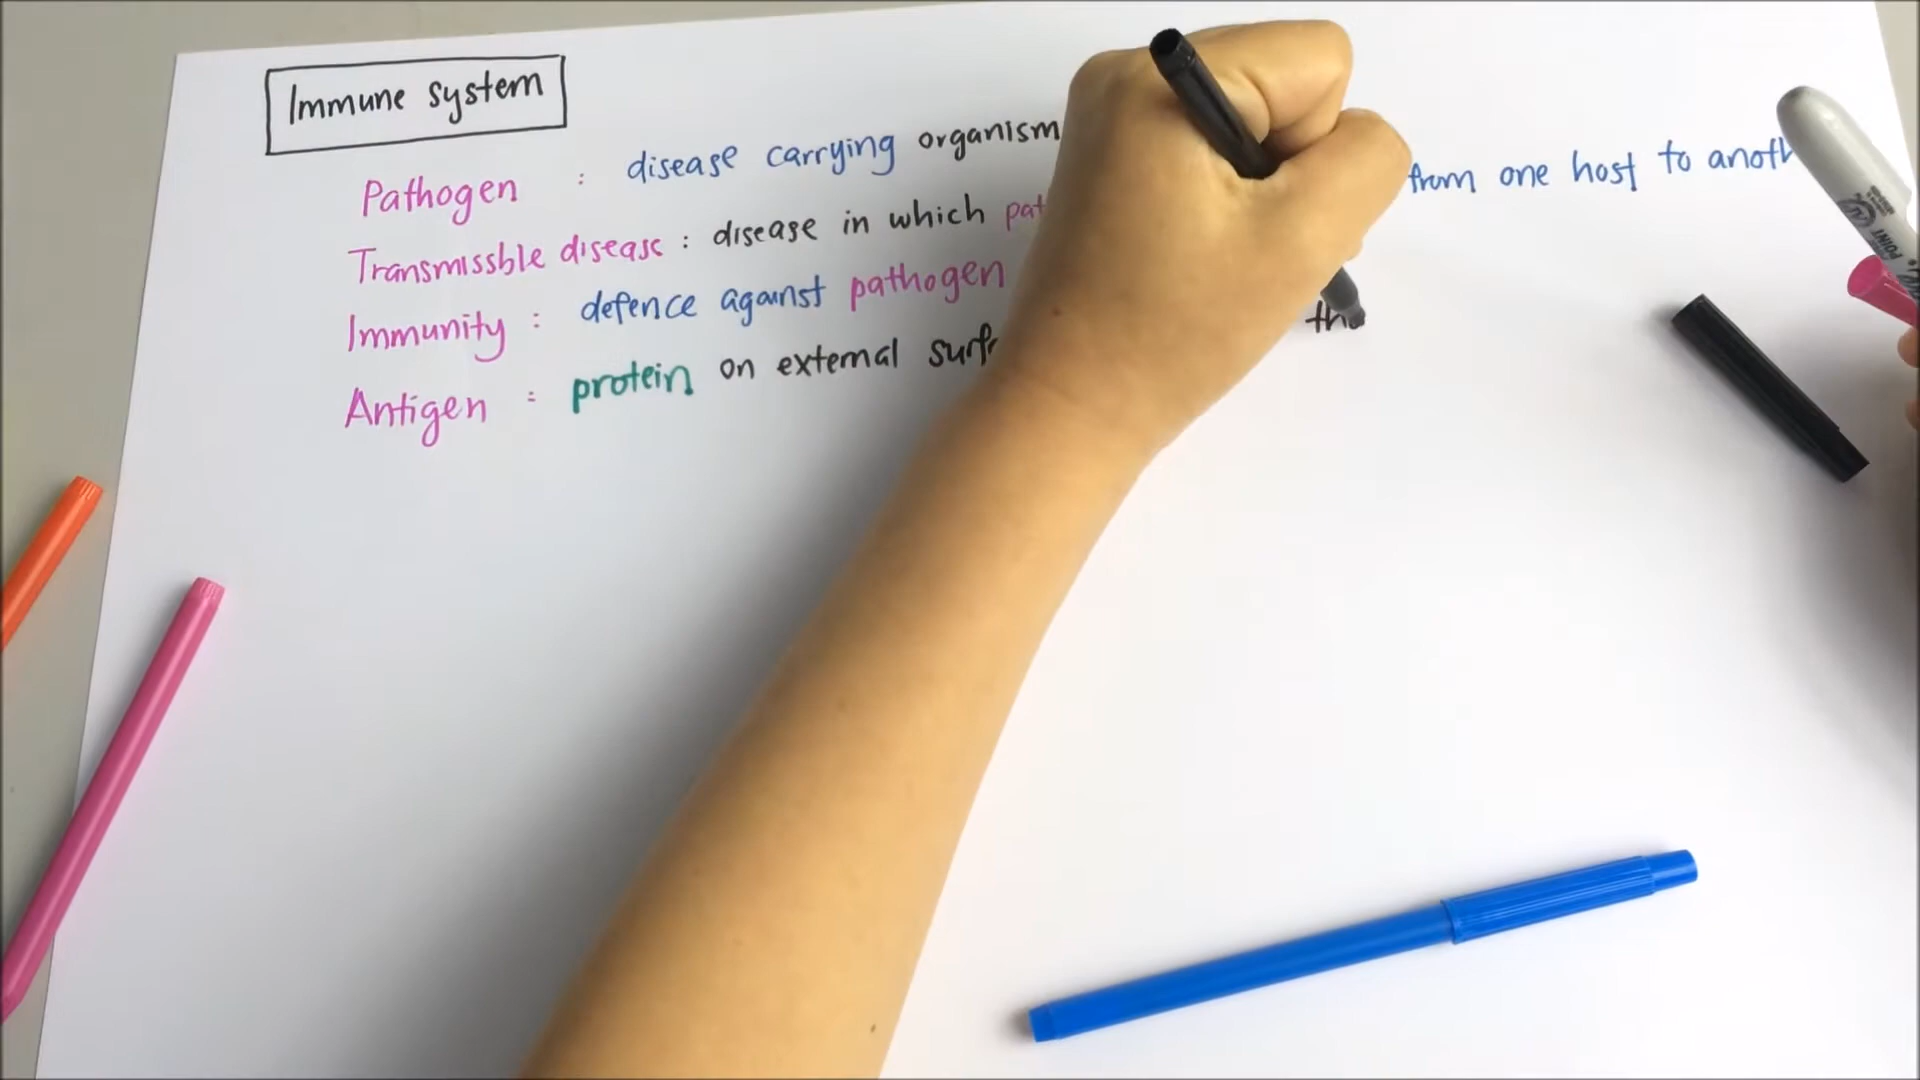 Immune system
Pathogen : disease carrying organism
Transmissble disease : disease in which from one host to
Immunity : defence against pathogen
Antigen : protein on external
POINT